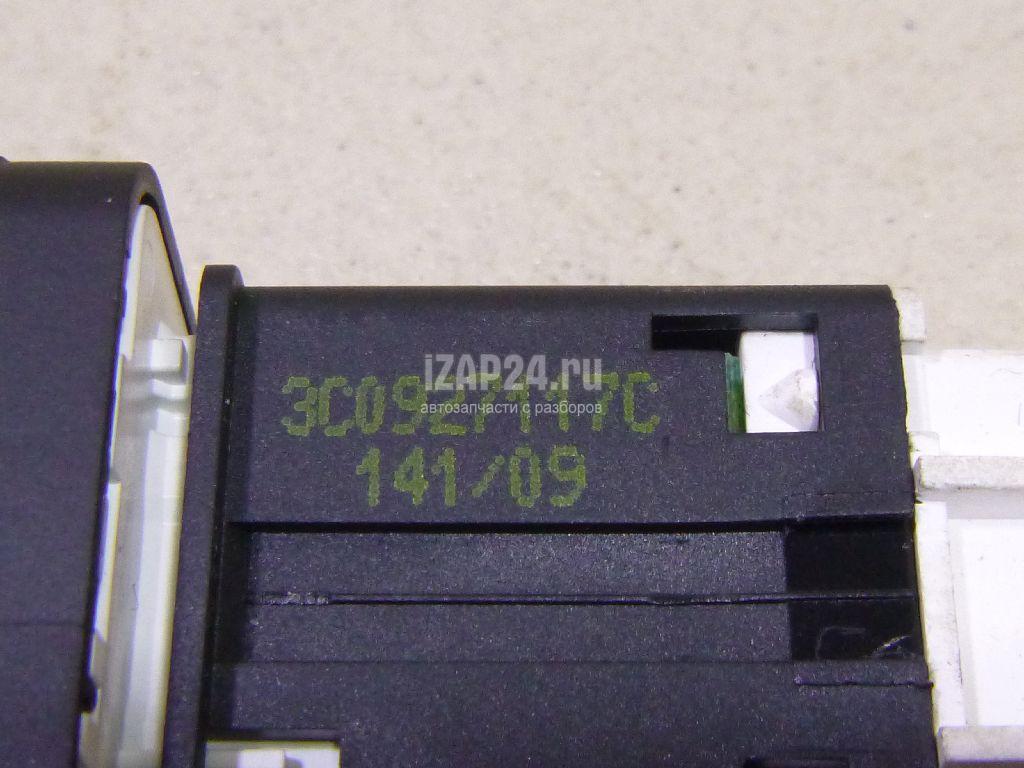 iZAP24.ru
3C0927117C
автозапчасти с разборов
141/09